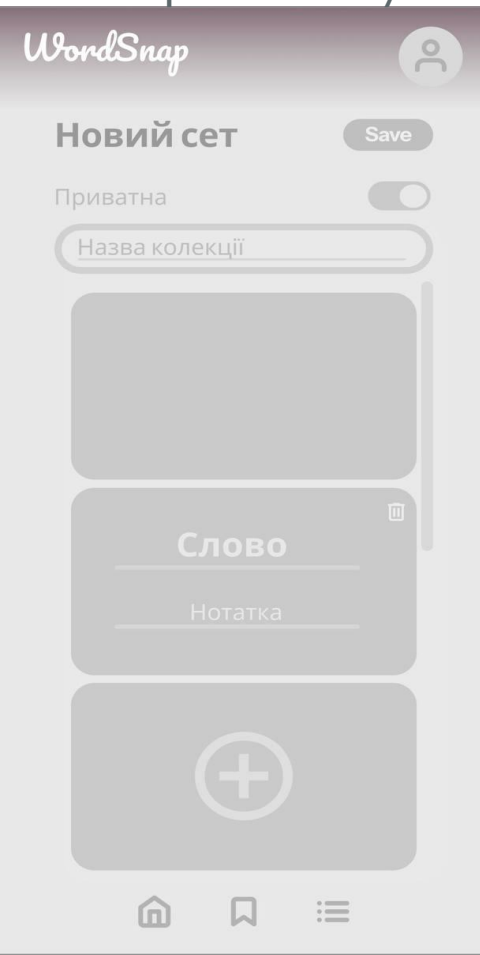 WordSnap
Новий сет
Save
Приватна
Назва колекції
Слово
Нотатка